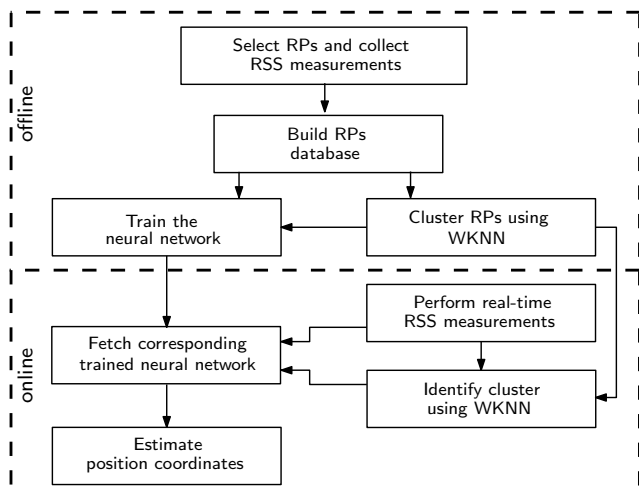 offline
Select RPs and collect
RSS measurements
Build RPs
database
Train the
neural network
Cluster RPs using
WKNN
online
Perform real-time
RSS measurements
Fetch corresponding
trained neural network
Identify cluster
using WKNN
Estimate
position coordinates